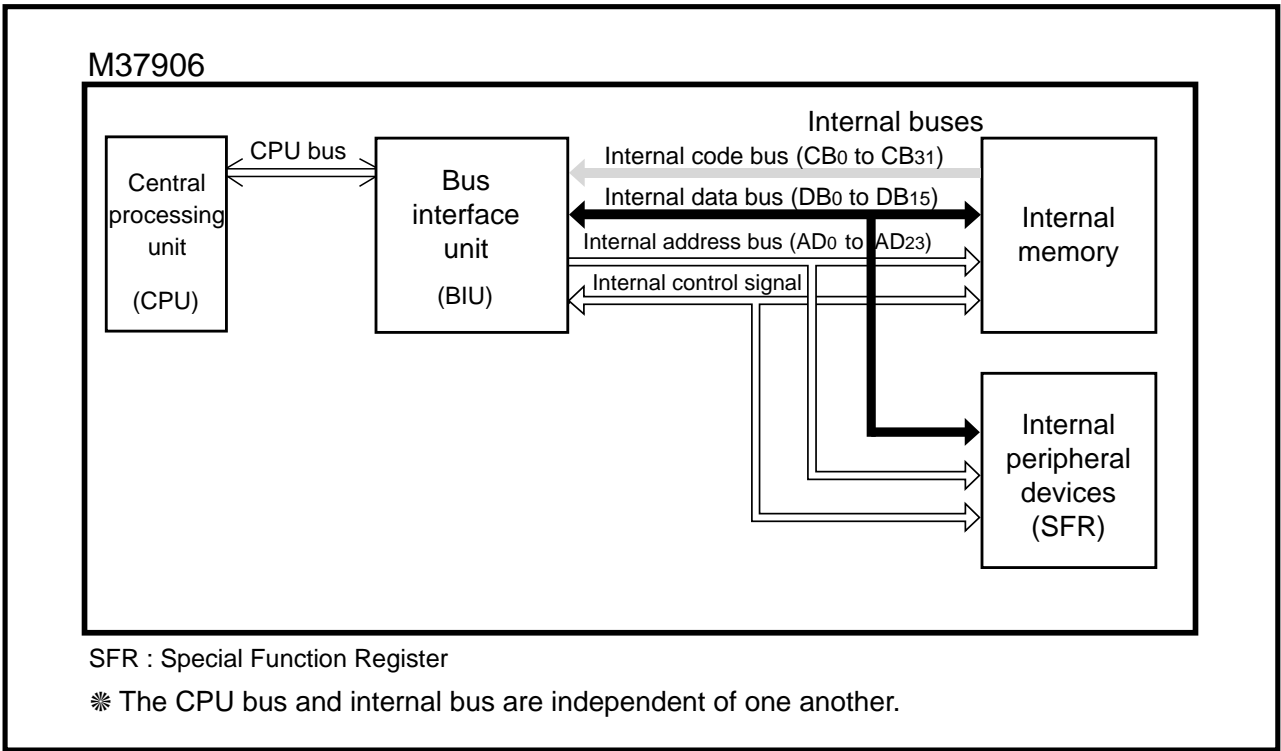 M37906
Central
processing
unit
(CPU)
CPU bus
Bus
interface
unit
(BIU)
Internal buses
Internal code bus (CB0 to CB31)
Internal data bus (DB0 to DB15)
Internal address bus (AD0 to AD23)
Internal control signal
Internal
memory
Internal
peripheral
devices
(SFR)
SFR : Special Function Register
❋ The CPU bus and internal bus are independent of one another.